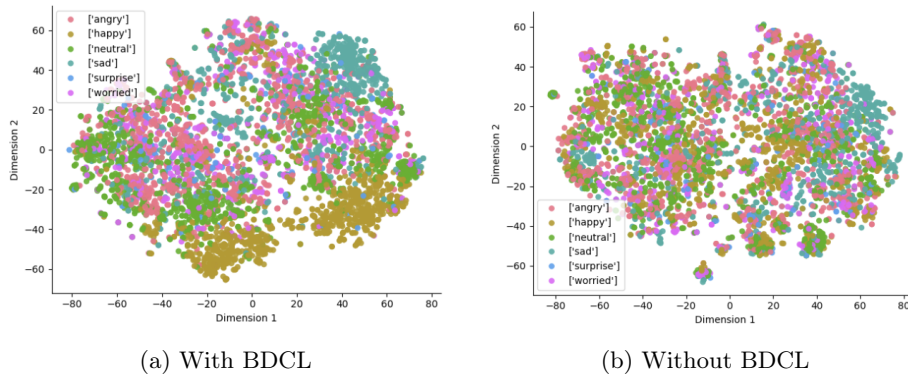 ['angry']
['happy']
['neutral']
['sad']
['surprise']
['worried']
60
40
20
0
−20
−40
−60
Dimension 2
−80 −60 −40 −20 0 20 40 60 80
Dimension 1
(a) With BDCL
60
40
20
0
−20
−40
−60
Dimension 2
['angry']
['happy']
['neutral']
['sad']
['surprise']
['worried']
−80 −60 −40 −20 0 20 40 60 80
Dimension 1
(b) Without BDCL